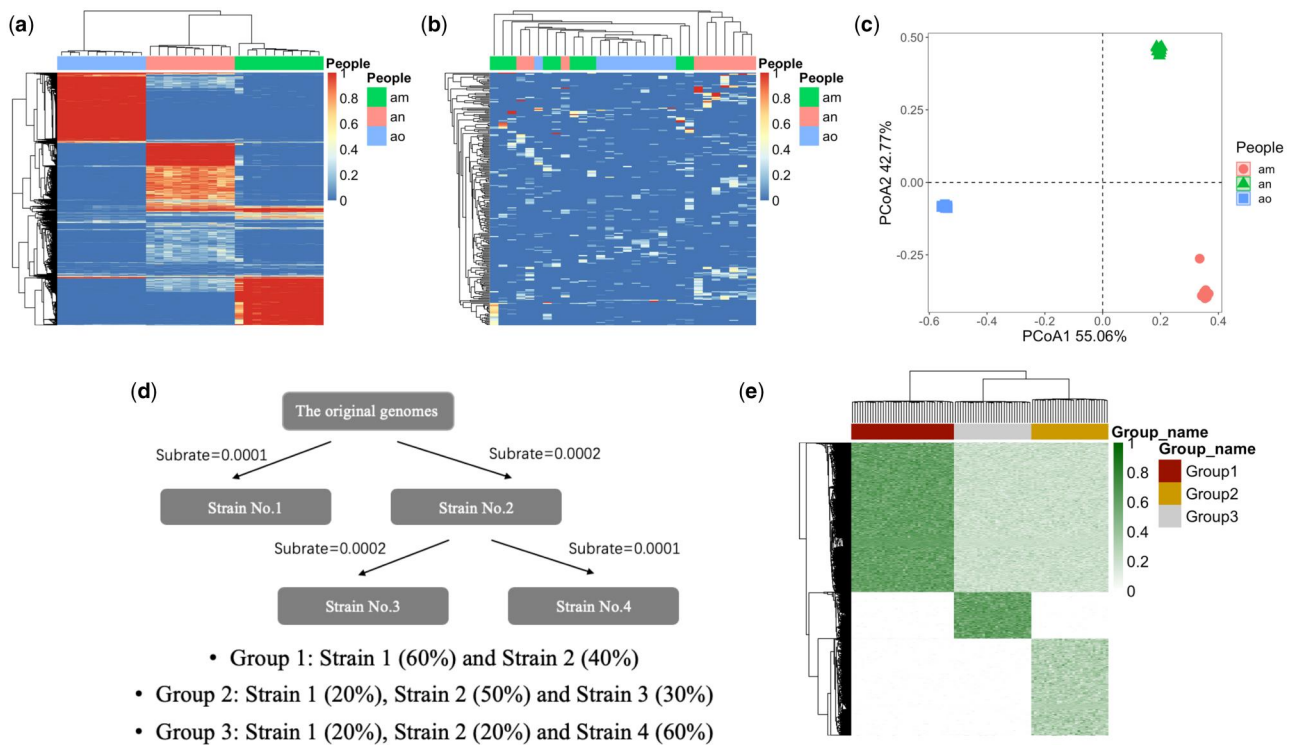 (a)
People
1
0.8
0.6
0.4
0.2
0
People
am
an
ao
(b)
People
1
0.8
0.6
0.4
0.2
0
People
am
an
ao
(c)
0.50
0.25
0.00
-0.25
PCoA2 42.77%
-0.6
-0.4
-0.2
0.0
0.2
0.4
PCoA1 55.06%
People
am
an
ao
(d)
The original genomes
Subrate=0.0001
Subrate=0.0002
Strain No.1
Strain No.2
Subrate=0.0002
Subrate=0.0001
Strain No.3
Strain No.4
• Group 1: Strain 1 (60%) and Strain 2 (40%)
• Group 2: Strain 1 (20%), Strain 2 (50%) and Strain 3 (30%)
• Group 3: Strain 1 (20%), Strain 2 (20%) and Strain 4 (60%)
(e)
Group_name
1
0.8
0.6
0.4
0.2
0
Group_name
Group1
Group2
Group3